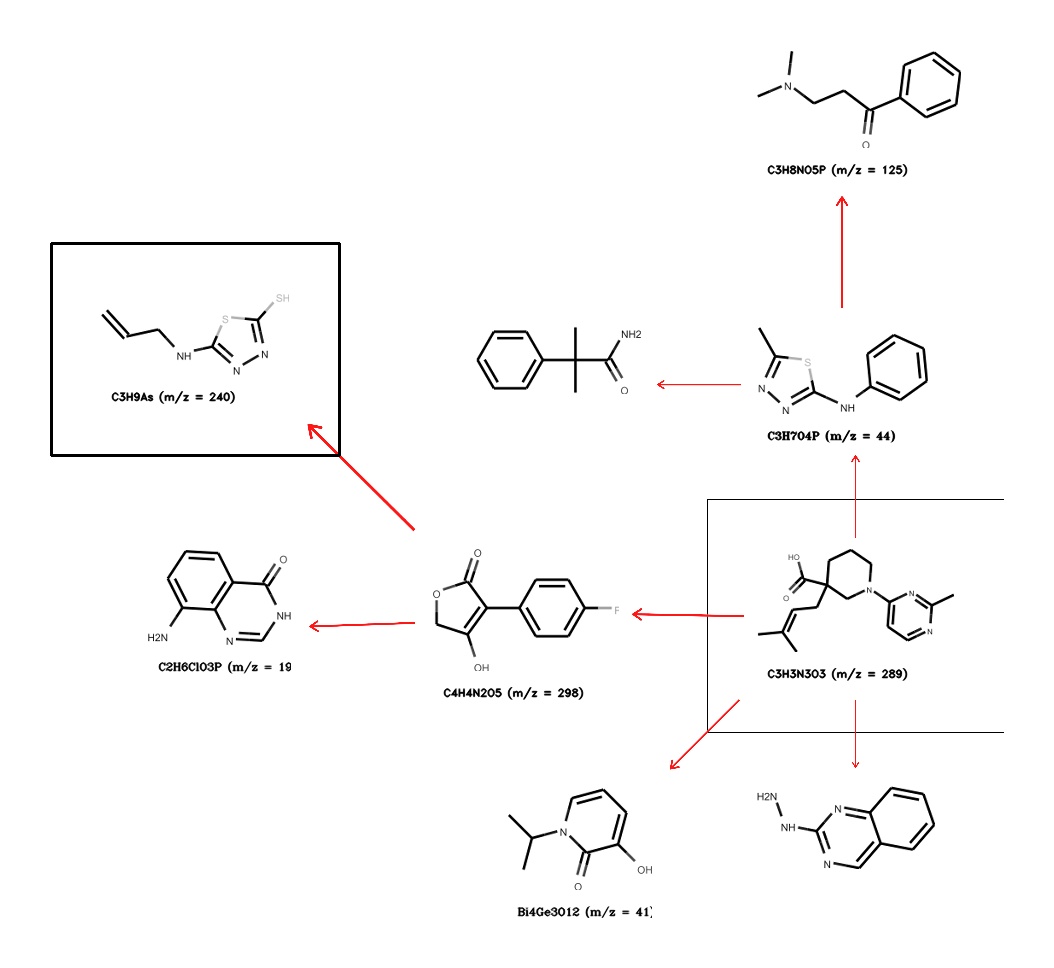 N
O
C3H8NO5P (m/z = 125)
SH
S
NH
N
N
C3H9As (m/z = 240)
NH2
O
S
N
N
NH
C3H7O4P (m/z = 44)
O
NH
N
H2N
C2H6ClO3P (m/z = 19
O
O
F
OH
C4H4N2O5 (m/z = 298)
HO
O
N
N
N
C3H3N3O3 (m/z = 289)
N
O
OH
Bi4Ge3O12 (m/z = 41)
H2N
NH
N
N